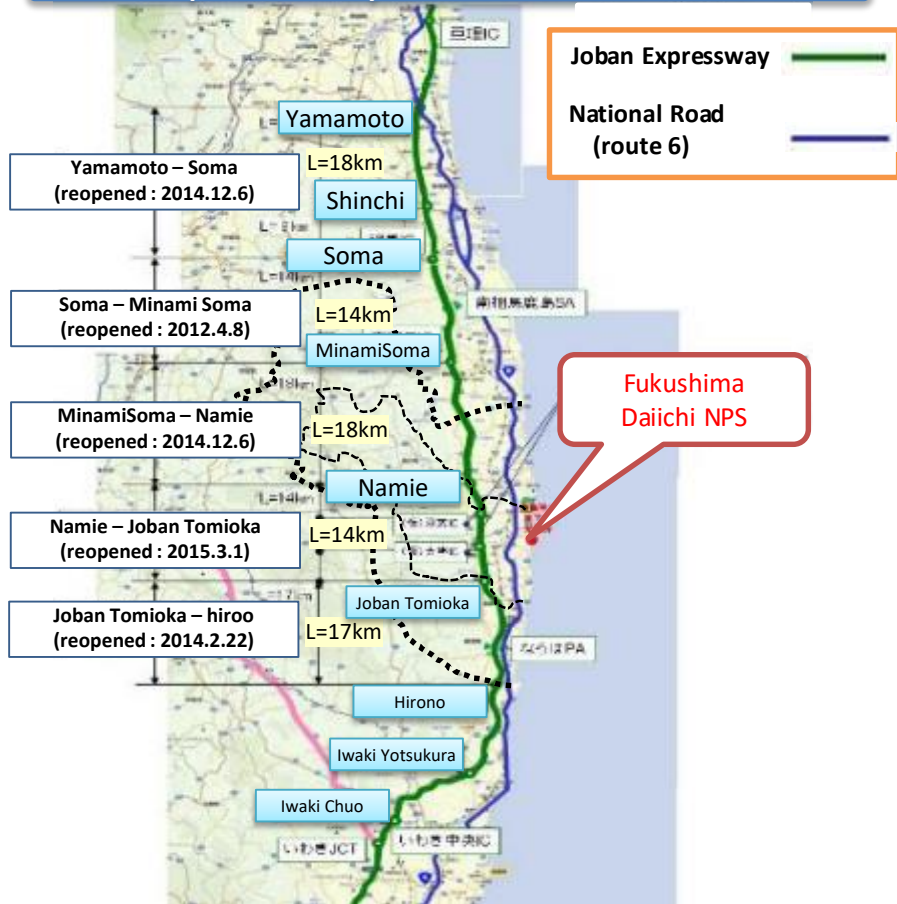 亘理IC
Joban Expressway
National Road
(route 6)
Yamamoto
L=18km
Yamamoto – Soma
(reopened : 2014.12.6)
Shinchi
Soma
L=14km
Soma – Minami Soma
(reopened : 2012.4.8)
L=14km
南相馬鹿島SA
MinamiSoma
Fukushima
Daiichi NPS
MinamiSoma – Namie
(reopened : 2014.12.6)
L=18km
Namie
L=14km
Namie – Joban Tomioka
(reopened : 2015.3.1)
L=14km
Joban Tomioka
Joban Tomioka – hiroo
(reopened : 2014.2.22)
L=17km
ならはPA
Hirono
Iwaki Yotsukura
Iwaki Chuo
いわきJCT
いわき中央IC